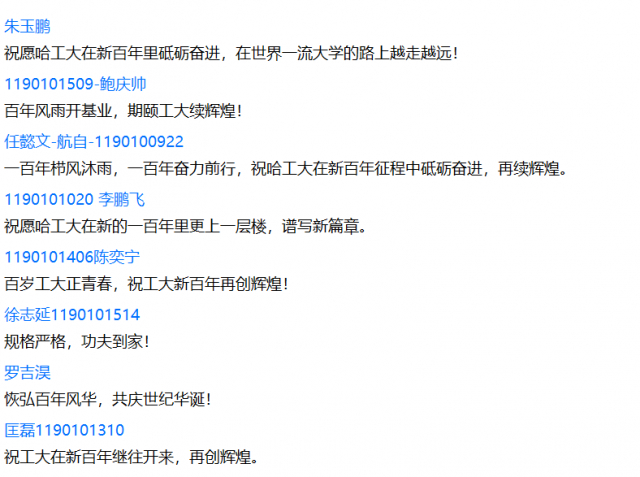 朱玉鹏
祝愿哈工大在新百年里砥砺奋进，在世界一流大学的路上越走越远！
1190101509-鲍庆帅
百年风雨开基业，期颐工大续辉煌！
任懿文-航自-1190100922
一百年栉风沐雨，一百年奋力前行，祝哈工大在新百年征程中砥砺奋进，再续辉煌。
1190101020 李鹏飞
祝愿哈工大在新的一百年里更上一层楼，谱写新篇章。
1190101406陈奕宁
百岁工大正青春，祝工大新百年再创辉煌！
徐志延1190101514
规格严格，功夫到家！
罗吉淏
恢弘百年风华，共庆世纪华诞！
匡磊1190101310
祝工大在新百年继往开来，再创辉煌。